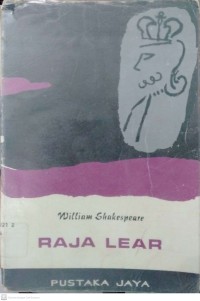 William Shakespeare
RAJA LEAR
PUSTAKA JAYA